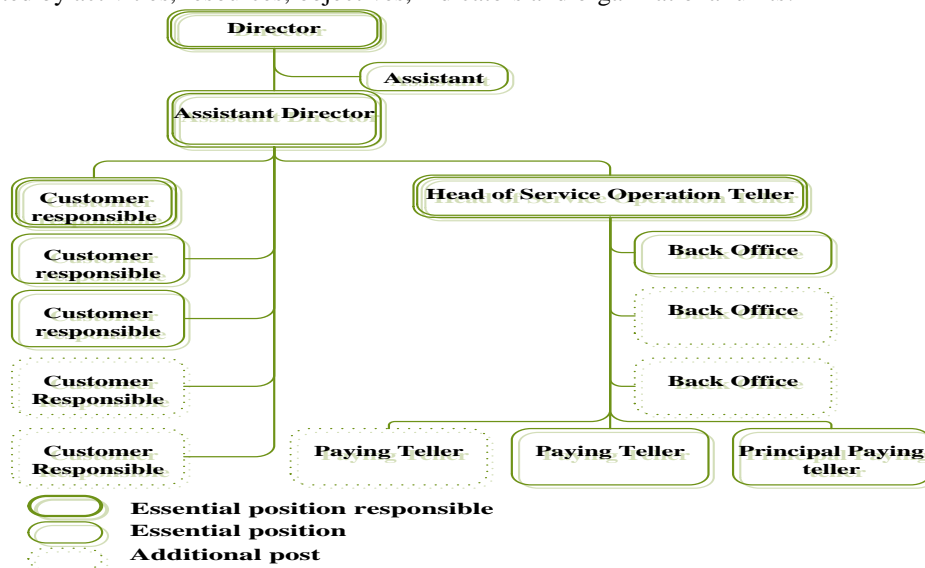 Director
Assistant
Assistant Director
Customer
responsible
Head of Service Operation Teller
Customer
responsible
Back Office
Customer
responsible
Back Office
Customer
Responsible
Back Office
Customer
Responsible
Paying Teller
Paying Teller
Principal Paying
teller
Essential position responsible
Essential position
Additional post